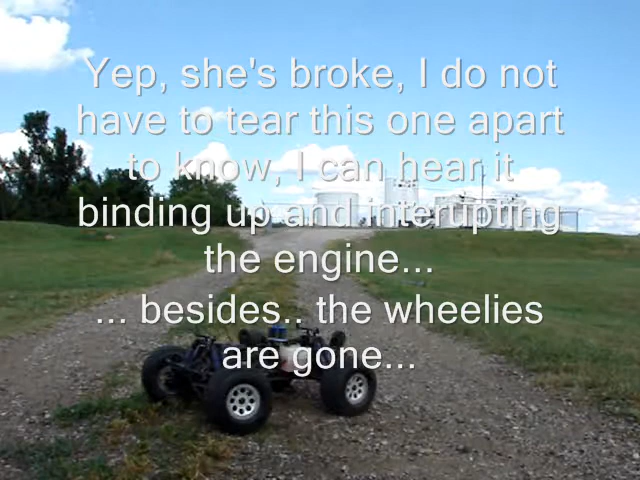 Yep, she's broke, I do not
have to tear this one apart
to know, I can hear it
binding up and interupting
the engine...
... besides.. the wheelies
are gone...